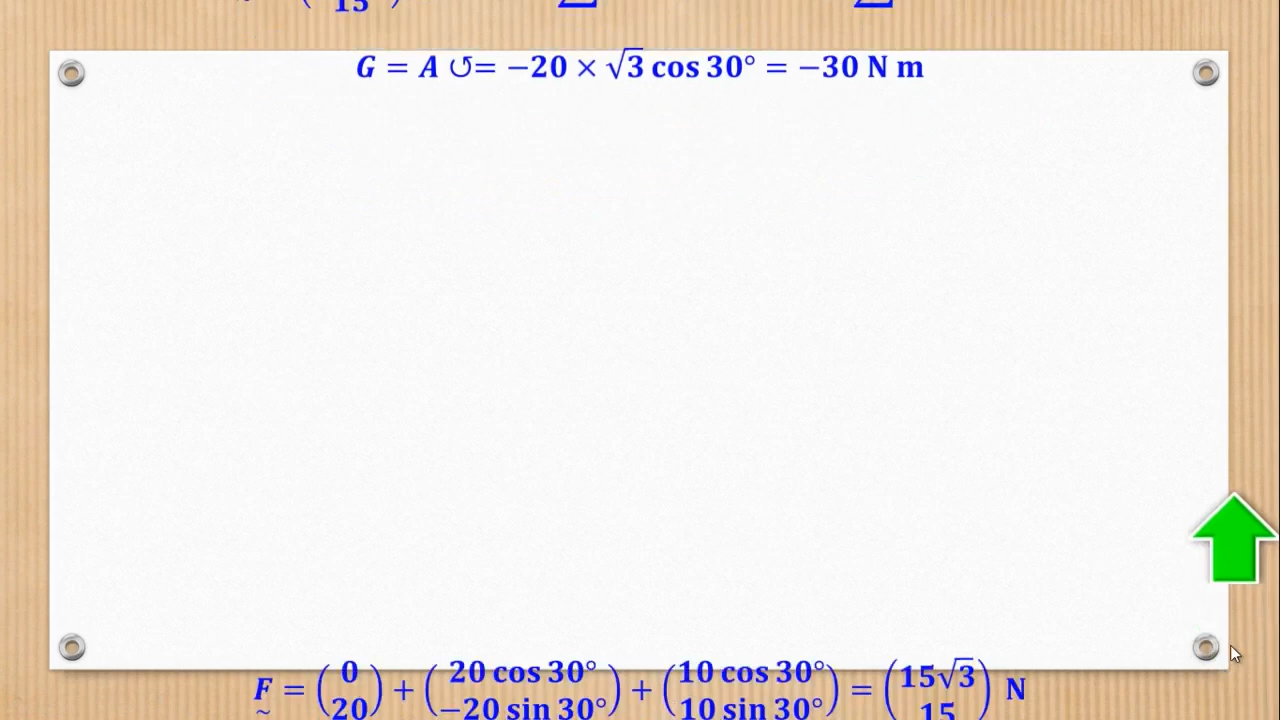 15
G = A ↺= −20 × √3 cos 30° = −30 N m
F̰ = (0 20) + (20 cos 30° −20 sin 30°) + (10 cos 30° 10 sin 30°) = (15√3 15) N